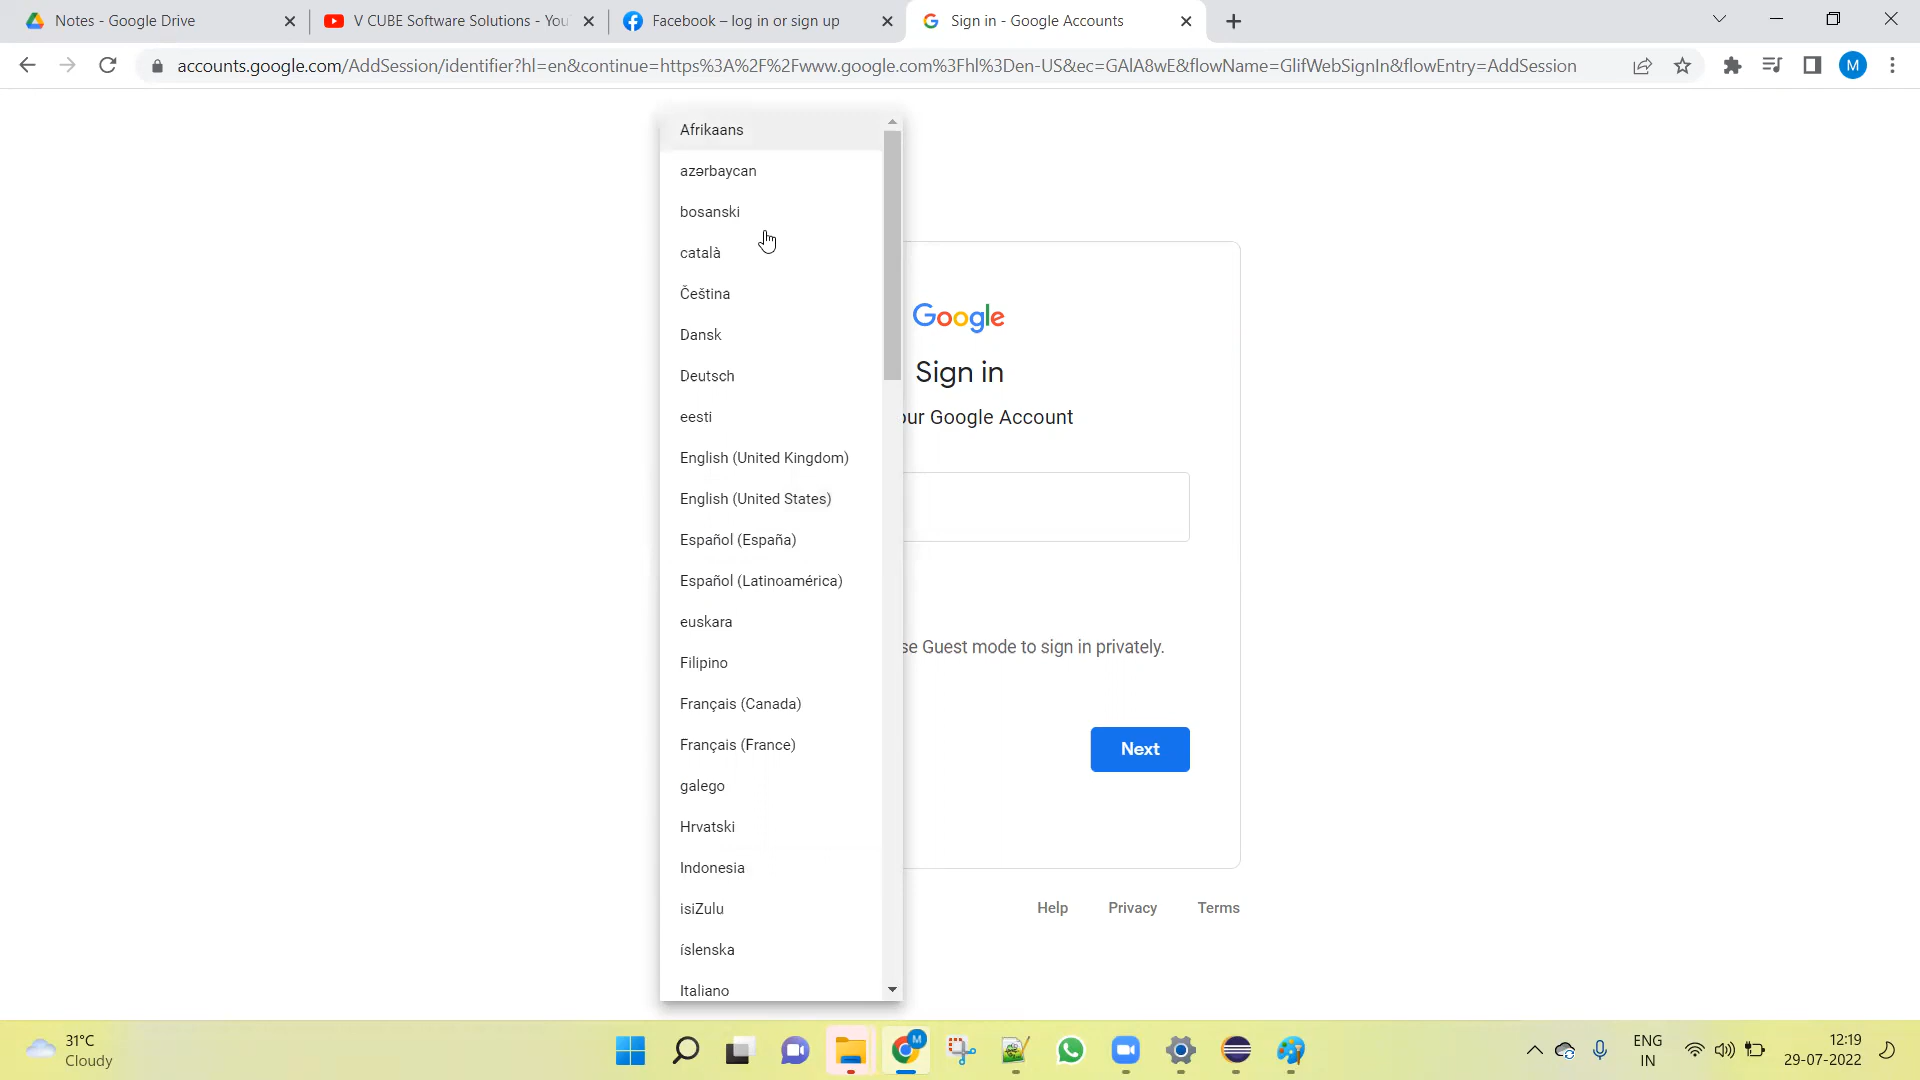 Notes - Google Drive
V CUBE Software Solutions - You
Facebook – log in or sign up
Sign in - Google Accounts
accounts.google.com/AddSession/identifier?hl=en&continue=https%3A%2F%2Fwww.google.com%3Fhl%3Den-US&ec=GAlA8wE&flowName=GlifWebSignIn&flowEntry=AddSession
M
Afrikaans
azərbaycan
bosanski
català
Čeština
Dansk
Deutsch
eesti
English (United Kingdom)
English (United States)
Español (España)
Español (Latinoamérica)
euskara
Filipino
Français (Canada)
Français (France)
galego
Hrvatski
Indonesia
isiZulu
íslenska
Italiano
Google
Sign in
our Google Account
se Guest mode to sign in privately.
Next
Help
Privacy
Terms
31°C
Cloudy
M
ENG
IN
12:19
29-07-2022